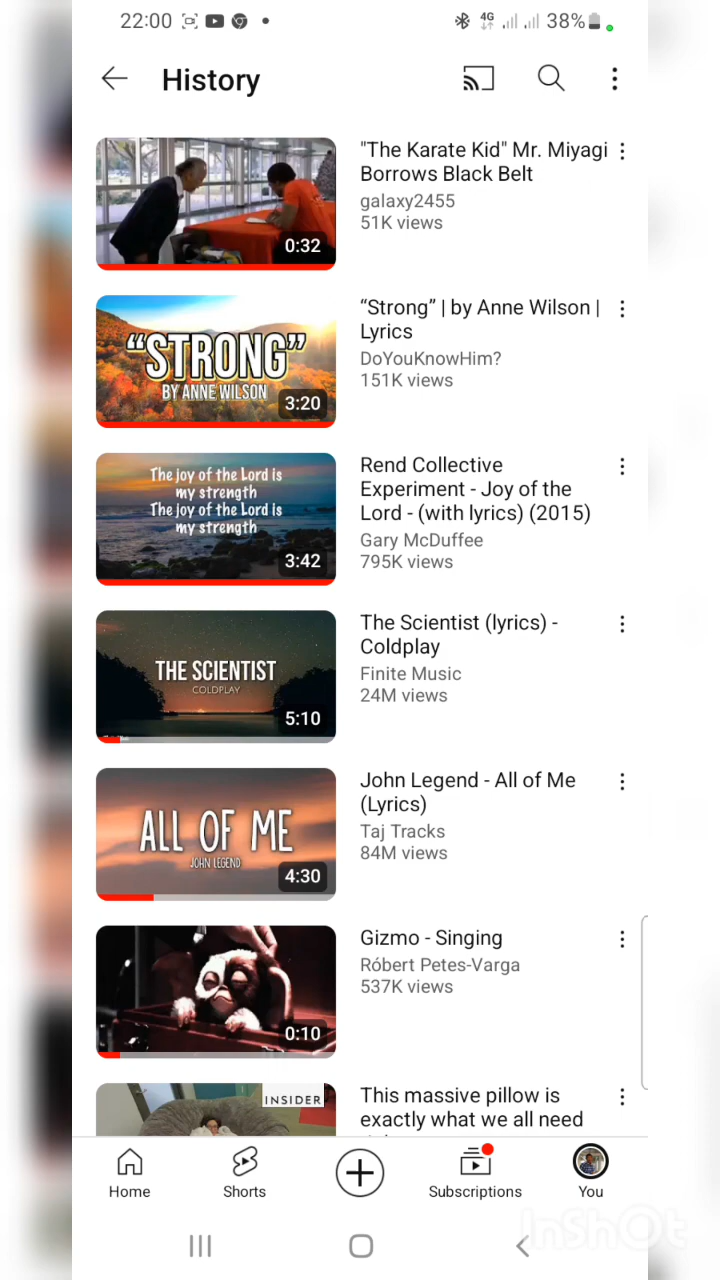 22:00 4G 38%
History
0:32
"The Karate Kid" Mr. Miyagi
Borrows Black Belt
galaxy2455
51K views
“STRONG”
BY ANNE WILSON
3:20
“Strong” | by Anne Wilson |
Lyrics
DoYouKnowHim?
151K views
The joy of the Lord is
my strength
The joy of the Lord is
my strength
3:42
Rend Collective
Experiment - Joy of the
Lord - (with lyrics) (2015)
Gary McDuffee
795K views
THE SCIENTIST
COLDPLAY
5:10
The Scientist (lyrics) -
Coldplay
Finite Music
24M views
ALL OF ME
JOHN LEGEND
4:30
John Legend - All of Me
(Lyrics)
Taj Tracks
84M views
0:10
Gizmo - Singing
Róbert Petes-Varga
537K views
INSIDER
This massive pillow is
exactly what we all need
Home
Shorts
Subscriptions
You
InShOt